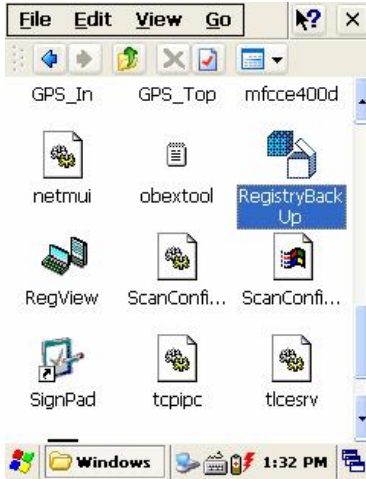 File Edit View Go ?
GPS_In GPS_Top mfcce400d
netmui obextool RegistryBack
Up
RegView ScanConfi... ScanConfi...
SignPad tcpipc tlcesrv
Windows 1:32 PM